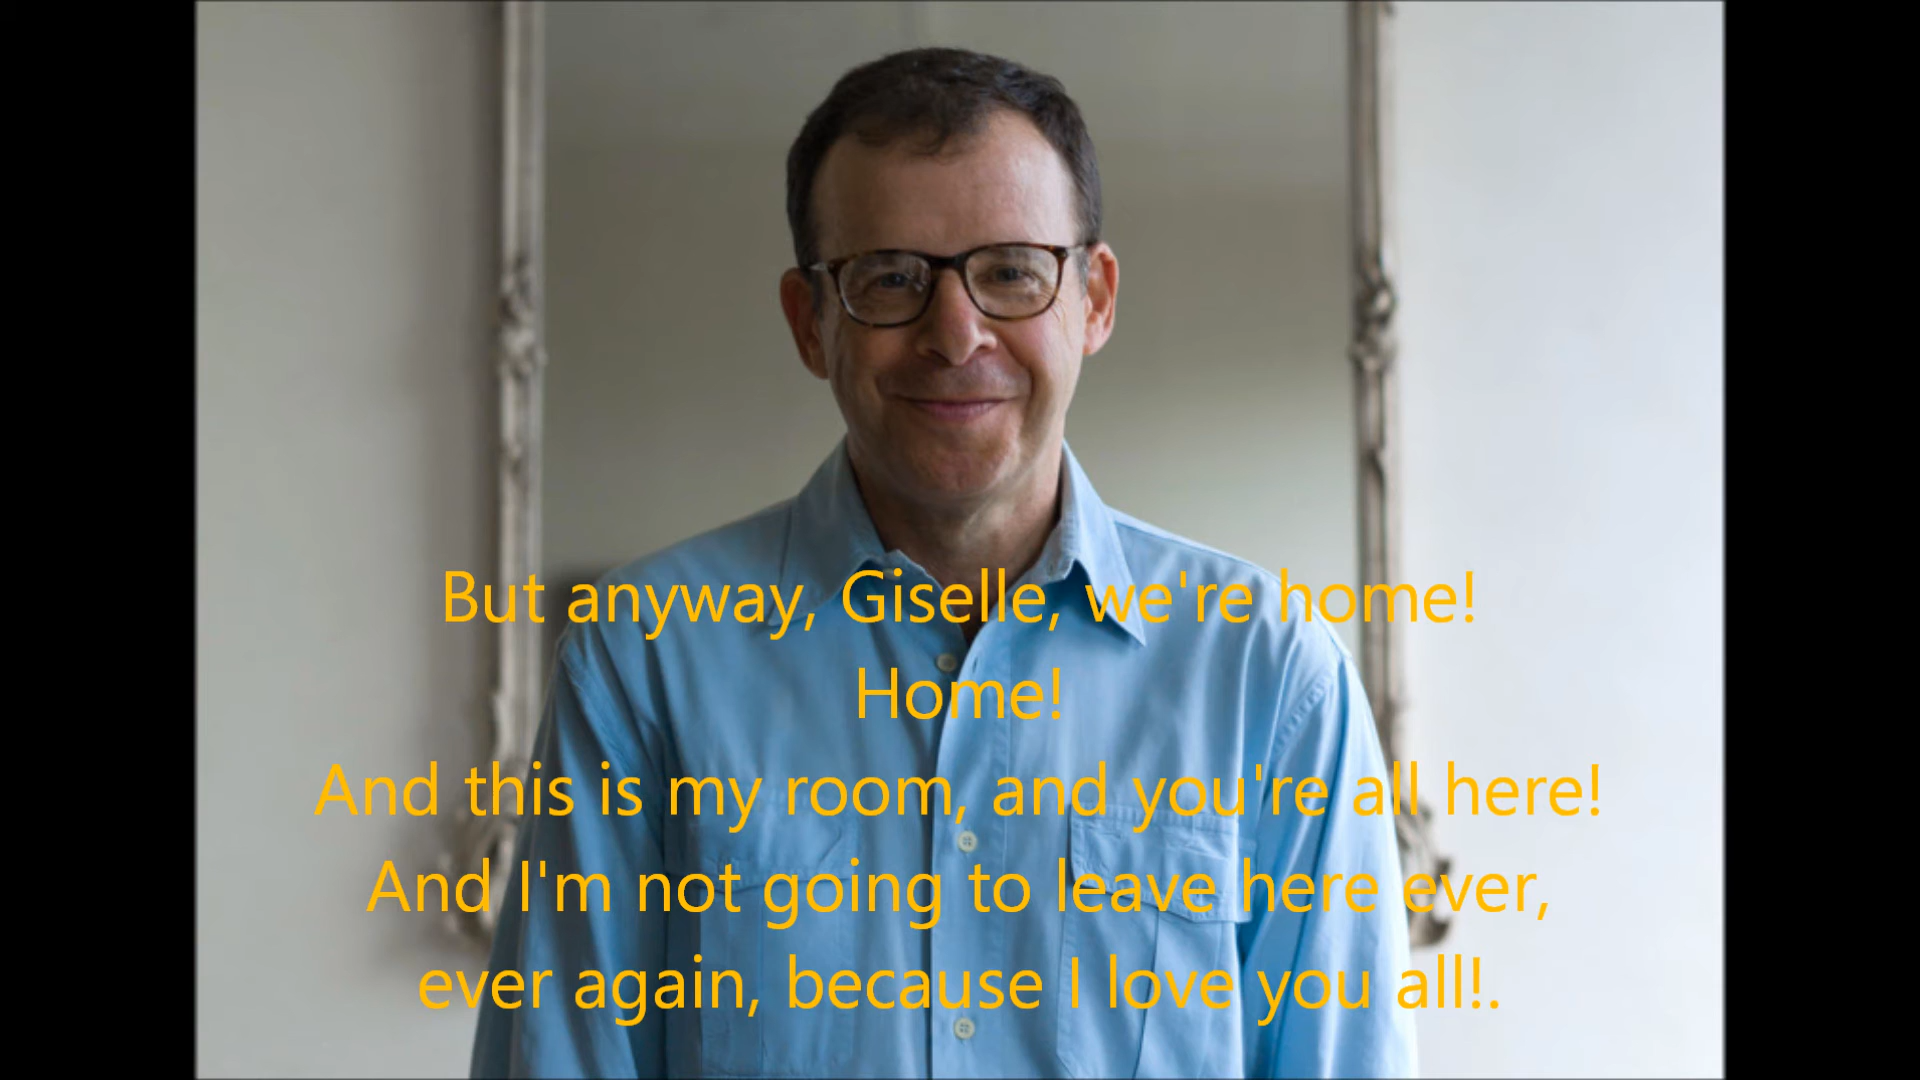 But anyway, Giselle, we're home!
Home!
And this is my room, and you're all here!
And I'm not going to leave here ever,
ever again, because I love you all!.